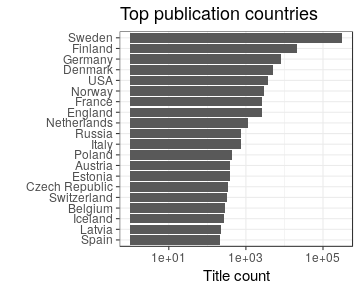 Top publication countries
Sweden
Finland
Germany
Denmark
USA
Norway
France
England
Netherlands
Russia
Italy
Poland
Austria
Estonia
Czech Republic
Switzerland
Belgium
Iceland
Latvia
Spain
1e+01 1e+03 1e+05
Title count